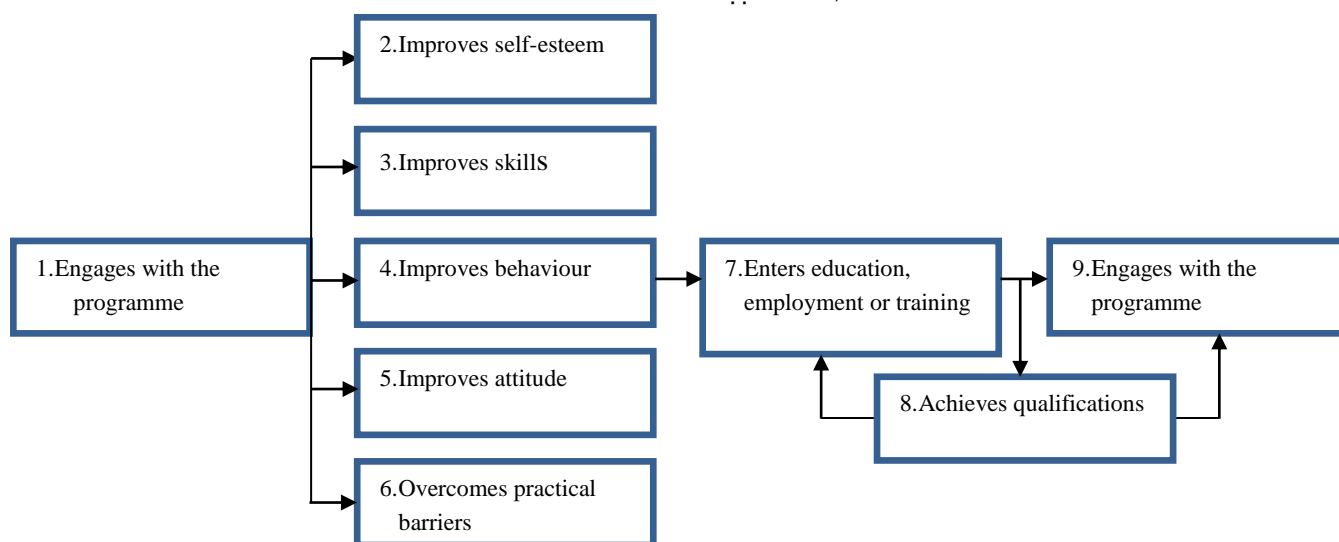 2.Improves self-esteem
3.Improves skills
1.Engages with the
programme
4.Improves behaviour
7.Enters education,
employment or training
9.Engages with the
programme
5.Improves attitude
8.Achieves qualifications
6.Overcomes practical
barriers